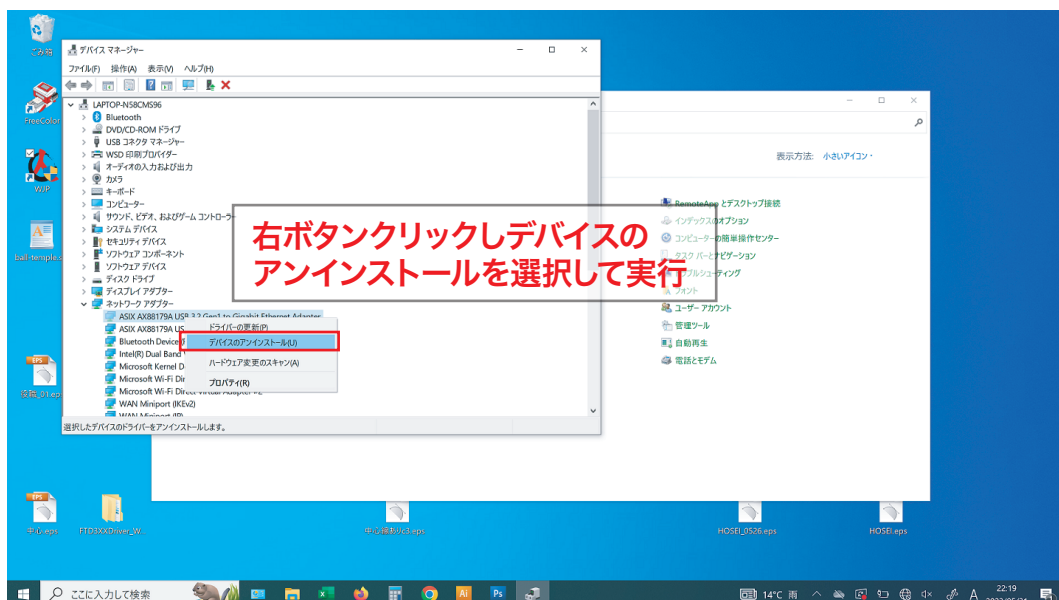 ごみ箱
FreeColor
WJP
デバイス マネージャー
ファイル(F) 操作(A) 表示(V) ヘルプ(H)
LAPTOP-N58CMS96
Bluetooth
DVD/CD-ROM ドライブ
USB コネクタ マネージャー
WSD 印刷プロバイダー
オーディオの入力および出力
カメラ
キーボード
コンピューター
サウンド、ビデオ、およびゲーム コントローラー
システム デバイス
セキュリティ デバイス
ソフトウェア コンポーネント
ソフトウェア デバイス
ディスク ドライブ
ディスプレイ アダプター
ネットワーク アダプター
ASIX AX88179A USB 3.2 Gen1 to Gigabit Ethernet Adapter
ASIX AX88179A US
Bluetooth Device
Intel(R) Dual Band
Microsoft Kernel D
Microsoft Wi-Fi Dir
Microsoft Wi-Fi Direct Virtual Adapter #2
WAN Miniport (IKEv2)
WAN Miniport (IP)
ドライバーの更新(P)
デバイスのアンインストール(U)
ハードウェア変更のスキャン(A)
プロパティ(R)
選択したデバイスのドライバーをアンインストールします。
右ボタンクリックしデバイスの
アンインストールを選択して実行
表示方法: 小さいアイコン
RemoteApp とデスクトップ接続
インデックスのオプション
コンピューターの簡単操作センター
タスク バーとナビゲーション
トラブルシューティング
フォント
ユーザー アカウント
管理ツール
自動再生
電話とモデム
EPS
EPS
中心.eps
FTD3XXDriver_W
HOSEI_0526.eps
HOSEI.eps
ここに入力して検索
Ai
Ps
14°C 雨
A
22:19